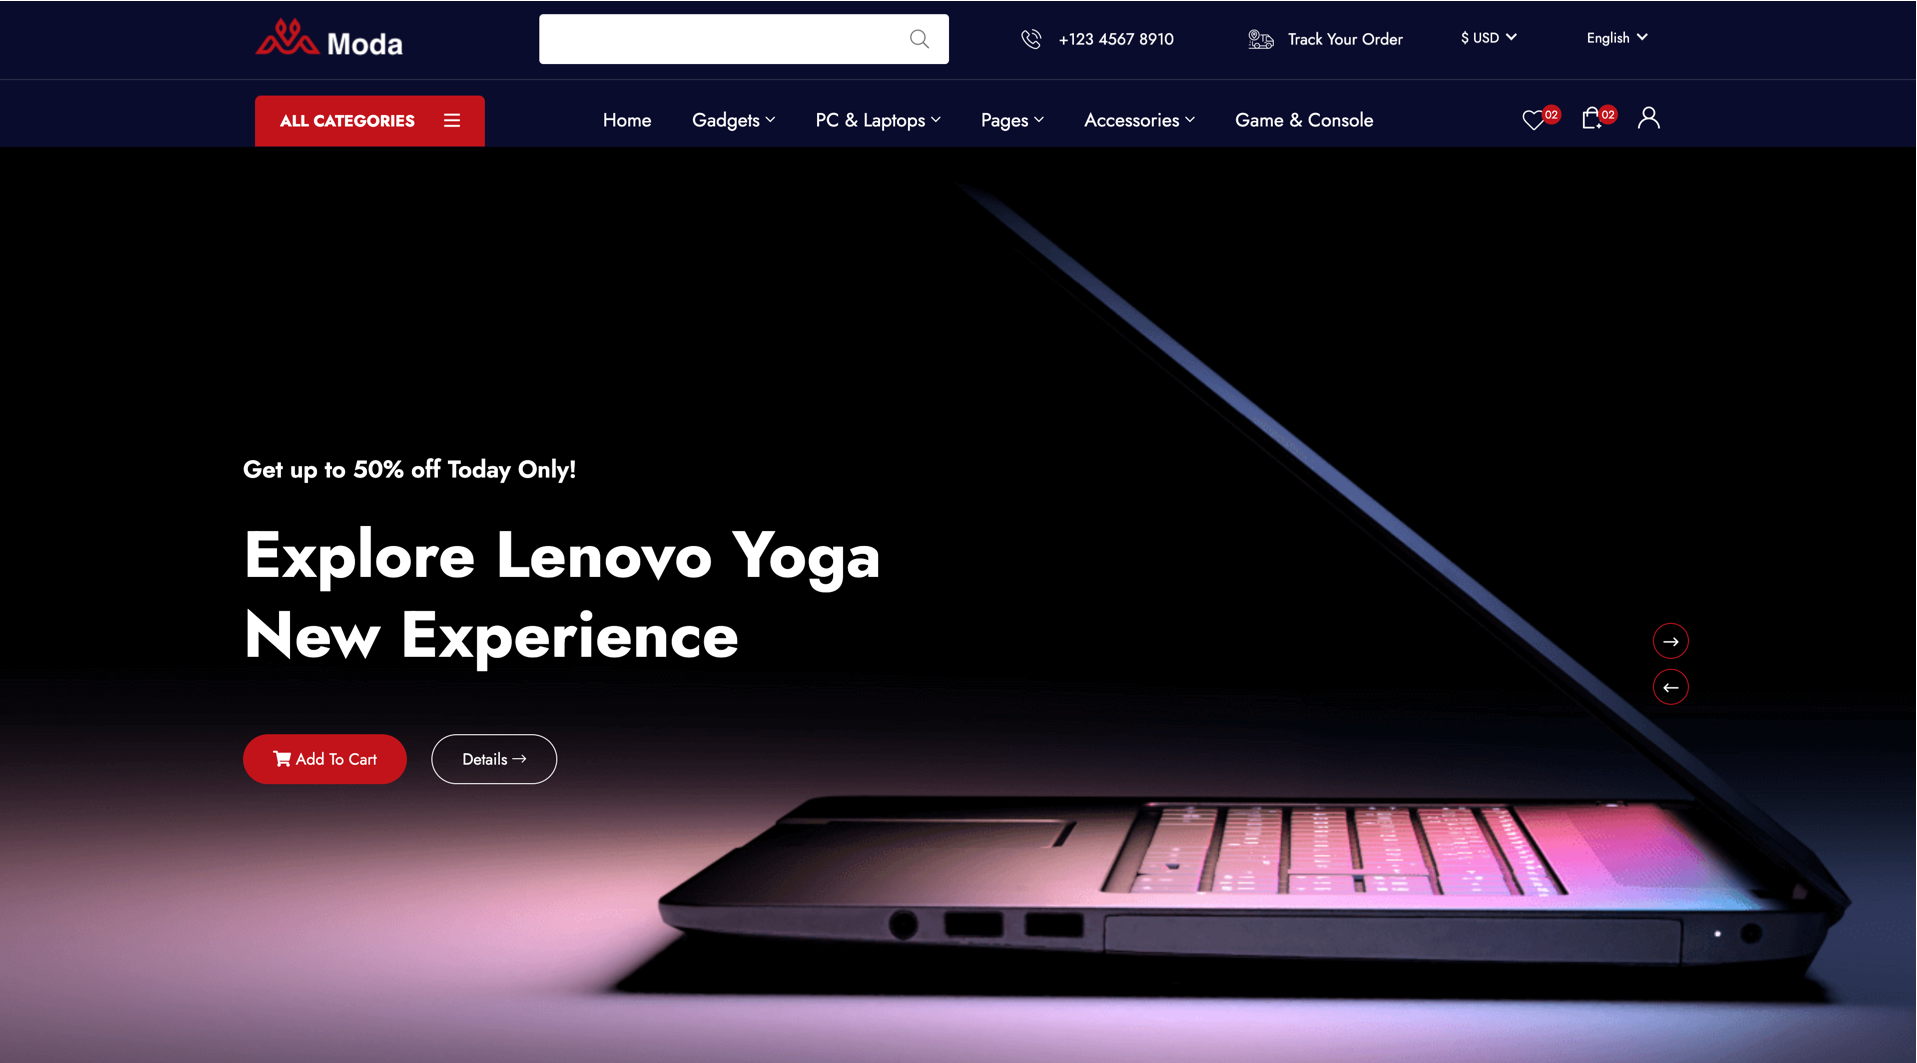 Moda
+123 4567 8910
Track Your Order
$ USD
English
ALL CATEGORIES
Home
Gadgets
PC & Laptops
Pages
Accessories
Game & Console
02
02
Get up to 50% off Today Only!
Explore Lenovo Yoga
New Experience
Add To Cart
Details